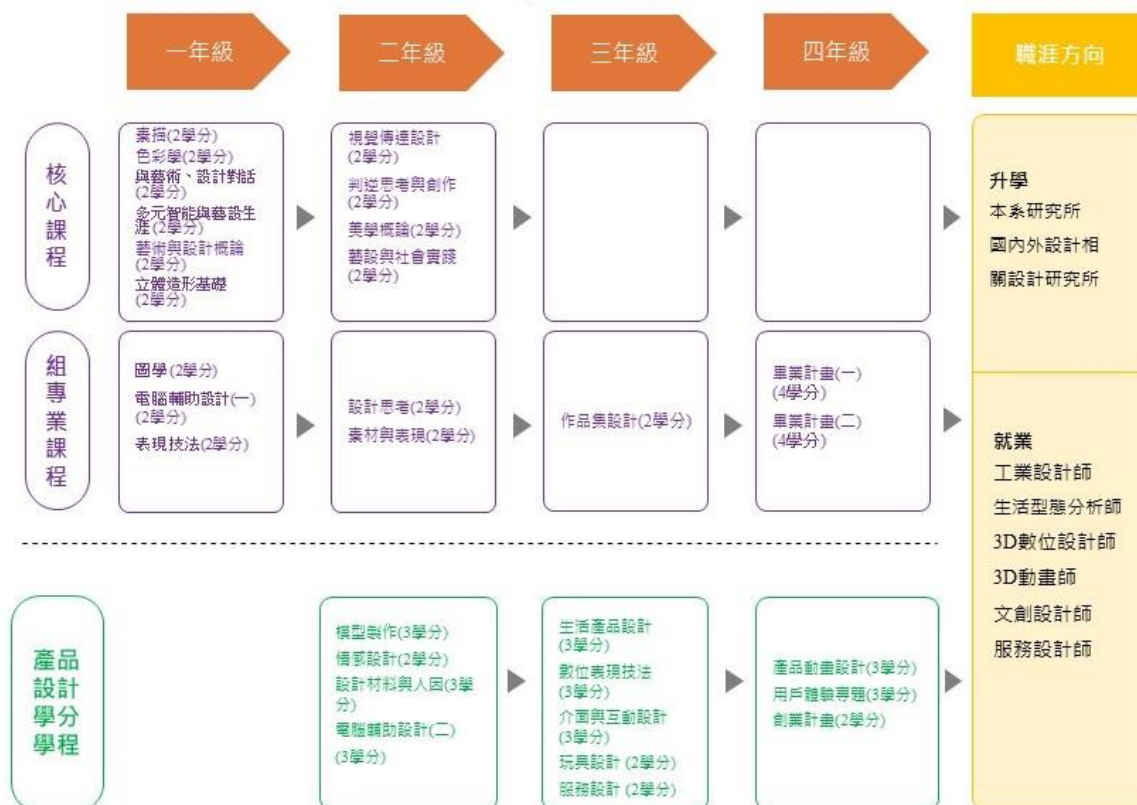 一年級
二年級
三年級
四年級
職涯方向
核
心
課
程
素描(2學分)
色彩學(2學分)
與藝術、設計對話
(2學分)
多元智能與藝設生
涯(2學分)
藝術與設計概論
(2學分)
立體造形基礎
(2學分)
視覺傳達設計
(2學分)
判逆思考與創作
(2學分)
美學概論(2學分)
藝設與社會實踐
(2學分)
升學
本系研究所
國內外設計相
關設計研究所
組
專
業
課
程
圖學(2學分)
電腦輔助設計(一)
(2學分)
表現技法(2學分)
設計思考(2學分)
素材與表現(2學分)
作品集設計(2學分)
畢業計畫(一)
(4學分)
畢業計畫(二)
(4學分)
就業
工業設計師
生活型態分析師
3D數位設計師
3D動畫師
文創設計師
服務設計師
產品
設計
學分
學程
模型製作(3學分)
情感設計(2學分)
設計材料與人因(3學
分)
電腦輔助設計(二)
(3學分)
生活產品設計
(3學分)
數位表現技法
(3學分)
介面與互動設計
(3學分)
玩具設計 (2學分)
服務設計 (2學分)
產品動畫設計(3學分)
用戶體驗專題(3學分)
創業計畫(2學分)